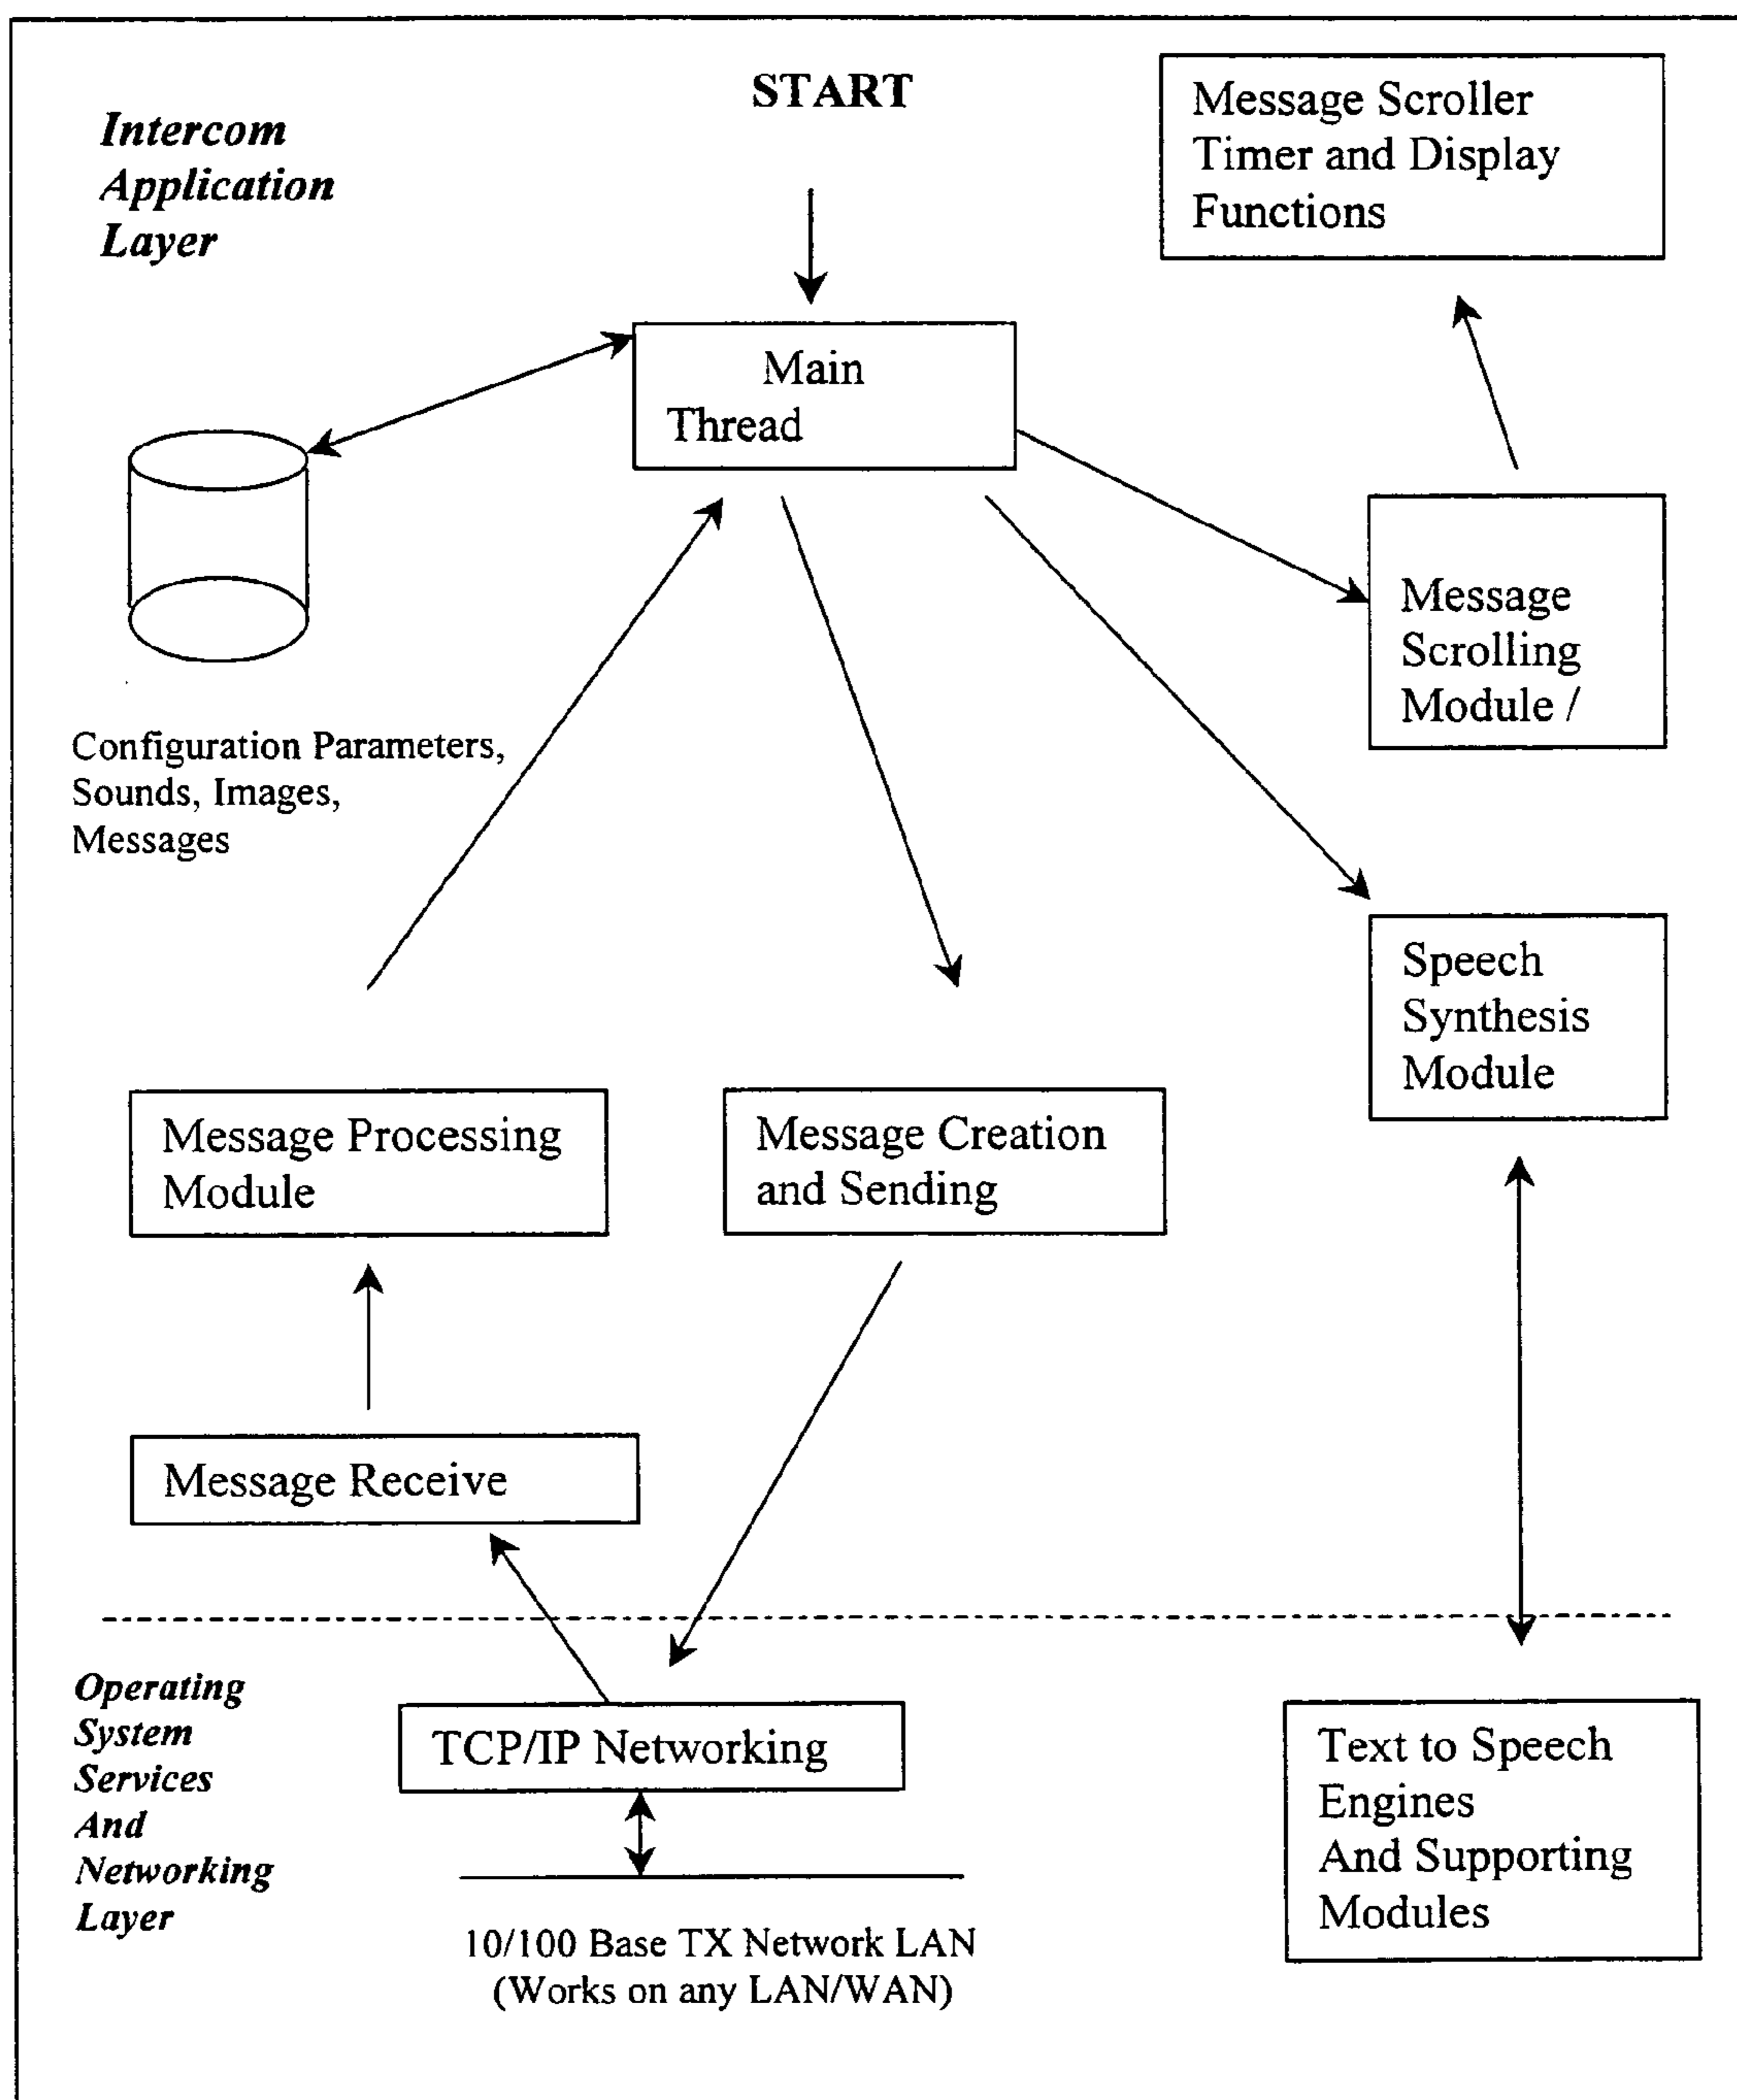 START
Intercom
Application
Layer
Message Scroller
Timer and Display
Functions
Main
Thread
Message
Scrolling
Module /
Configuration Parameters,
Sounds, Images,
Messages
Speech
Synthesis
Module
Message Processing
Module
Message Creation
and Sending
Message Receive
Operating
System
Services
And
Networking
Layer
TCP/IP Networking
10/100 Base TX Network LAN
(Works on any LAN/WAN)
Text to Speech
Engines
And Supporting
Modules